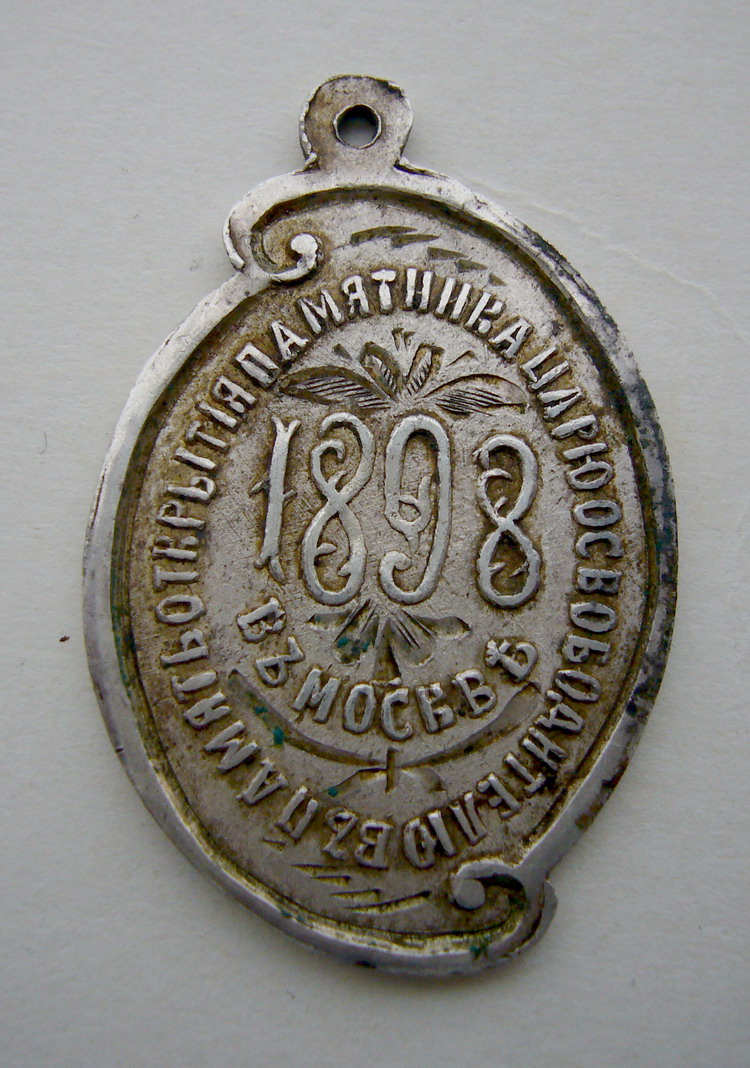 ВЪ ПАМЯТЬ ОТКРЫТІЯ ПАМЯТНИКА ЦАРЮ ОСВОБОДИТЕЛЮ
1898
ВЪ МОСКВѢ